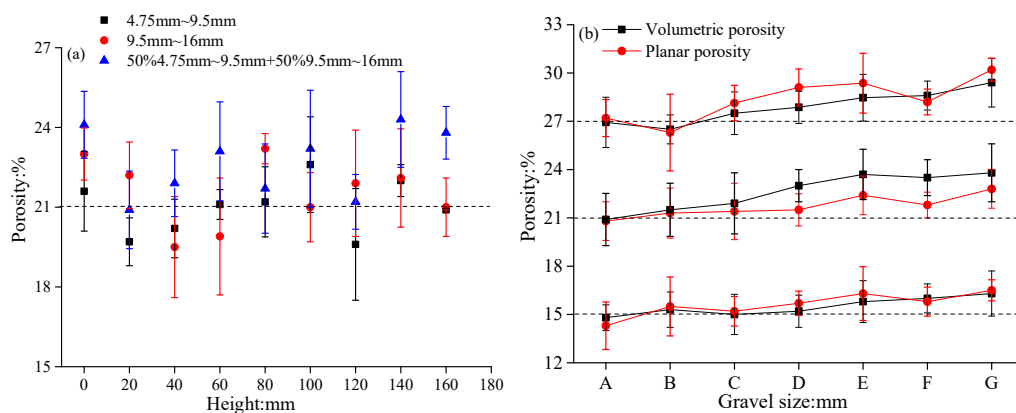 (a)
4.75mm~9.5mm
9.5mm~16mm
50%4.75mm~9.5mm+50%9.5mm~16mm
Porosity:%
27
24
21
18
15
0 20 40 60 80 100 120 140 160 180
Height:mm
(b)
Volumetric porosity
Planar porosity
Porosity:%
33
30
27
24
21
18
15
12
A B C D E F G
Gravel size:mm